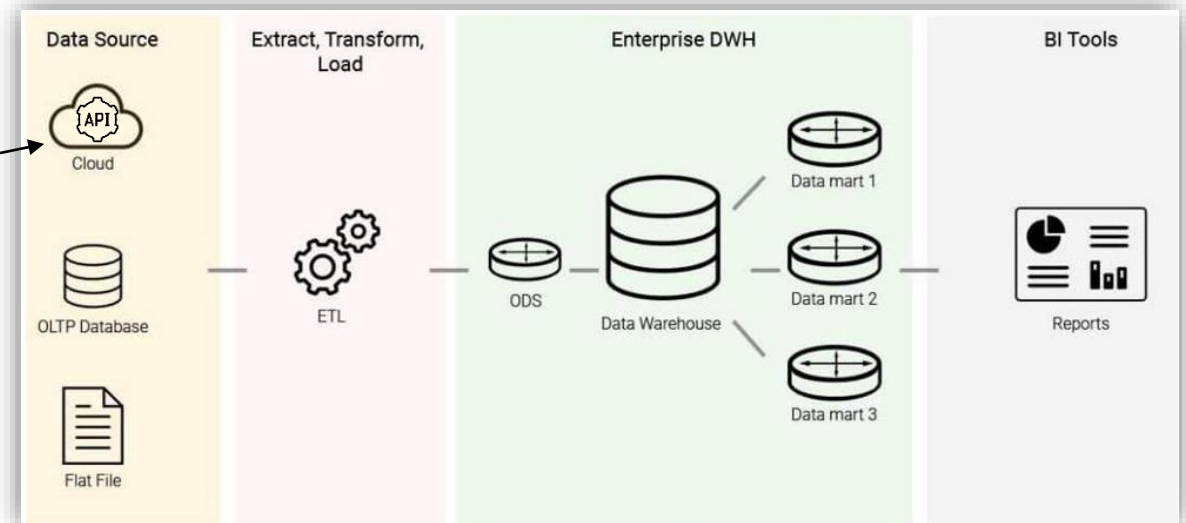 Data Source
Extract, Transform,
Load
Enterprise DWH
BI Tools
API
Cloud
OLTP Database
Flat File
ETL
ODS
Data Warehouse
Data mart 1
Data mart 2
Data mart 3
Reports